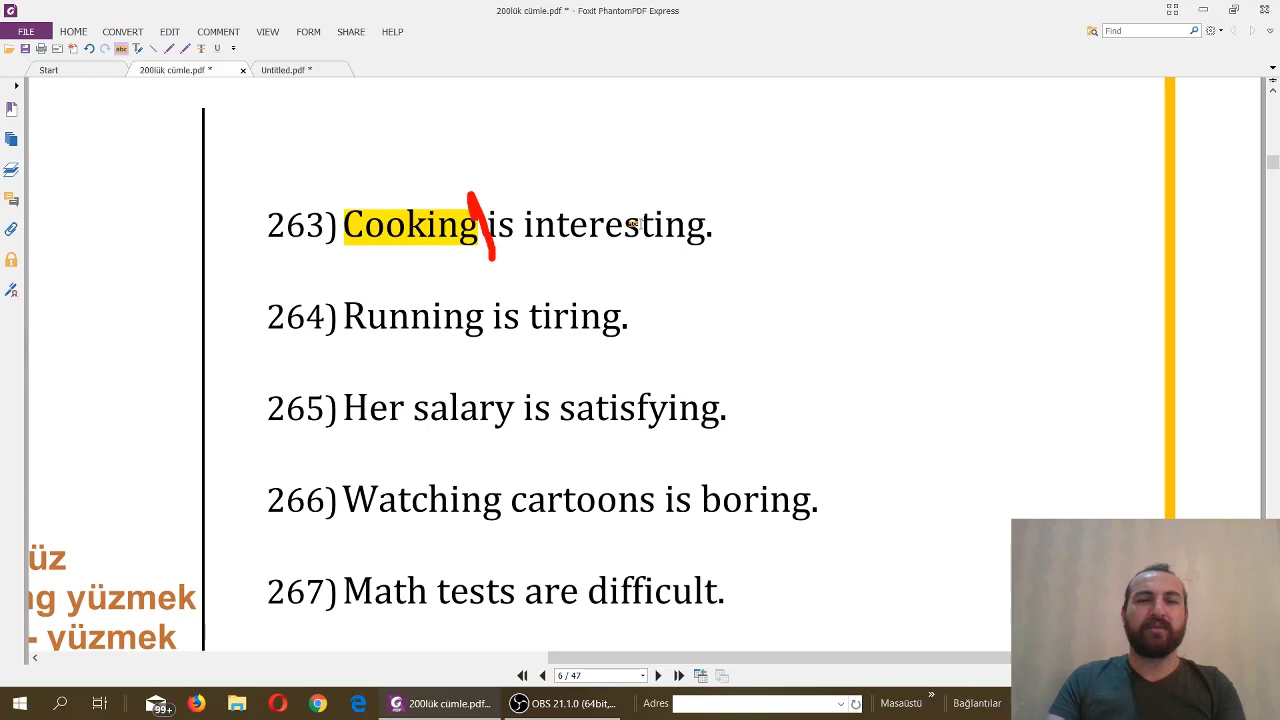 200lük cümle.pdf * - Foxit PhantomPDF Express
FILE HOME CONVERT EDIT COMMENT VIEW FORM SHARE HELP
Find
Start 200lük cümle.pdf * Untitled.pdf *
263) Cooking is interesting.
264) Running is tiring.
265) Her salary is satisfying.
266) Watching cartoons is boring.
267) Math tests are difficult.
üz
ng yüzmek
- yüzmek
6 / 47
99+ 200lük cümle.pdf... OBS 21.1.0 (64bit,... Adres Masaüstü Bağlantılar